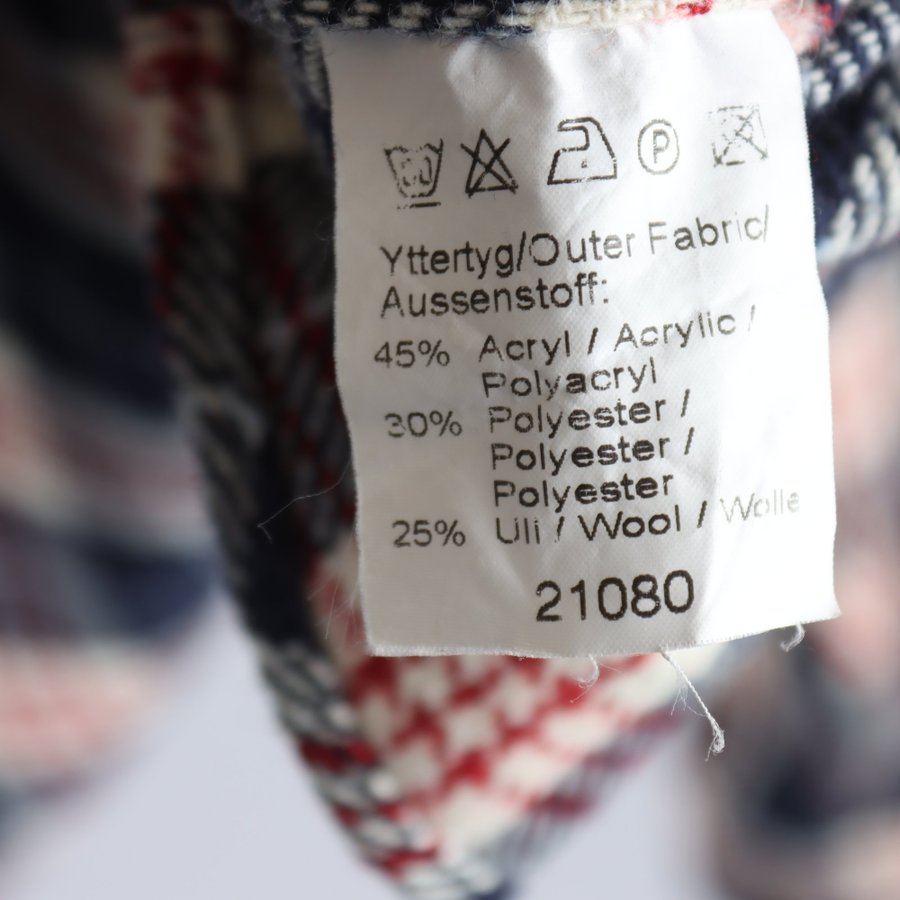 P
Yttertyg/Outer Fabric/
Aussenstoff:
45% Acryl / Acrylic /
Polyacryl
30% Polyester /
Polyester /
Polyester
25% Ull / Wool / Wolle
21080